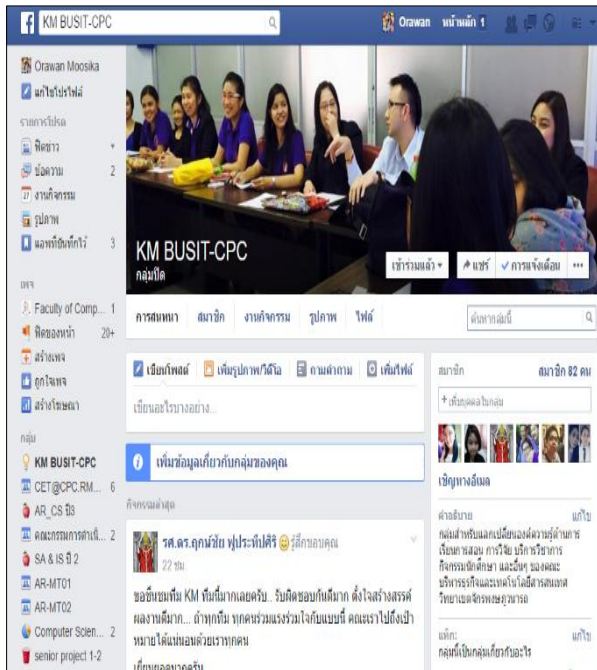 KM BUSIT-CPC
Orawan หน้าหลัก 1
Orawan Moosika
แก้ไขโปรไฟล์
รายการโปรด
ฟีดข่าว
ข้อความ 2
งานกิจกรรม
รูปภาพ
แอพที่บันทึกไว้ 3
เพจ
Faculty of Comp... 1
ฟีดของหน้า 20+
สร้างเพจ
ถูกใจเพจ
สร้างโฆษณา
กลุ่ม
KM BUSIT-CPC
CET@CPC.RM... 6
AR_CS ปี3
คณะกรรมการดำเนิ... 2
SA & IS ปี 2
AR-MT01
AR-MT02
Computer Scien... 2
senior project 1-2
KM BUSIT-CPC
กลุ่มปิด
เข้าร่วมแล้ว
แชร์
การแจ้งเตือน
การสนทนา สมาชิก งานกิจกรรม รูปภาพ ไฟล์
ค้นหากลุ่มนี้
เขียนโพสต์ เพิ่มรูปภาพ/วิดีโอ ถามคำถาม เพิ่มไฟล์
เขียนอะไรบางอย่าง...
เพิ่มข้อมูลเกี่ยวกับกลุ่มของคุณ
กิจกรรมล่าสุด
รศ.ดร.ฤกษ์ชัย ฟูประทีปศิริ รู้สึกขอบคุณ
22 ชม
ขอชื่นชมทีม KM ทีมนี้มากเลยครับ.. รับผิดชอบกันดีมาก ตั้งใจสร้างสรรค์
ผลงานดีมาก... ถ้าทุกทีม ทุกคนร่วมแรงร่วมใจกันแบบนี้ คณะเราไปถึงเป้า
หมายได้แน่นอนด้วยเราทุกคน
เยี่ยมยอดมากครับ
สมาชิก สมาชิก 82 คน
+ เพิ่มบุคคลในกลุ่ม
เชิญทางอีเมล
คำอธิบาย แก้ไข
กลุ่มสำหรับแลกเปลี่ยนองค์ความรู้ด้านการ
เรียนการสอน การวิจัย บริการวิชาการ
กิจกรรมนักศึกษา และอื่นๆ ของคณะ
บริหารธุรกิจและเทคโนโลยีสารสนเทศ
วิทยาเขตจักรพงษภูวนารถ
แท็ก: แก้ไข
กลุ่มนี้เป็นกลุ่มเกี่ยวกับอะไร